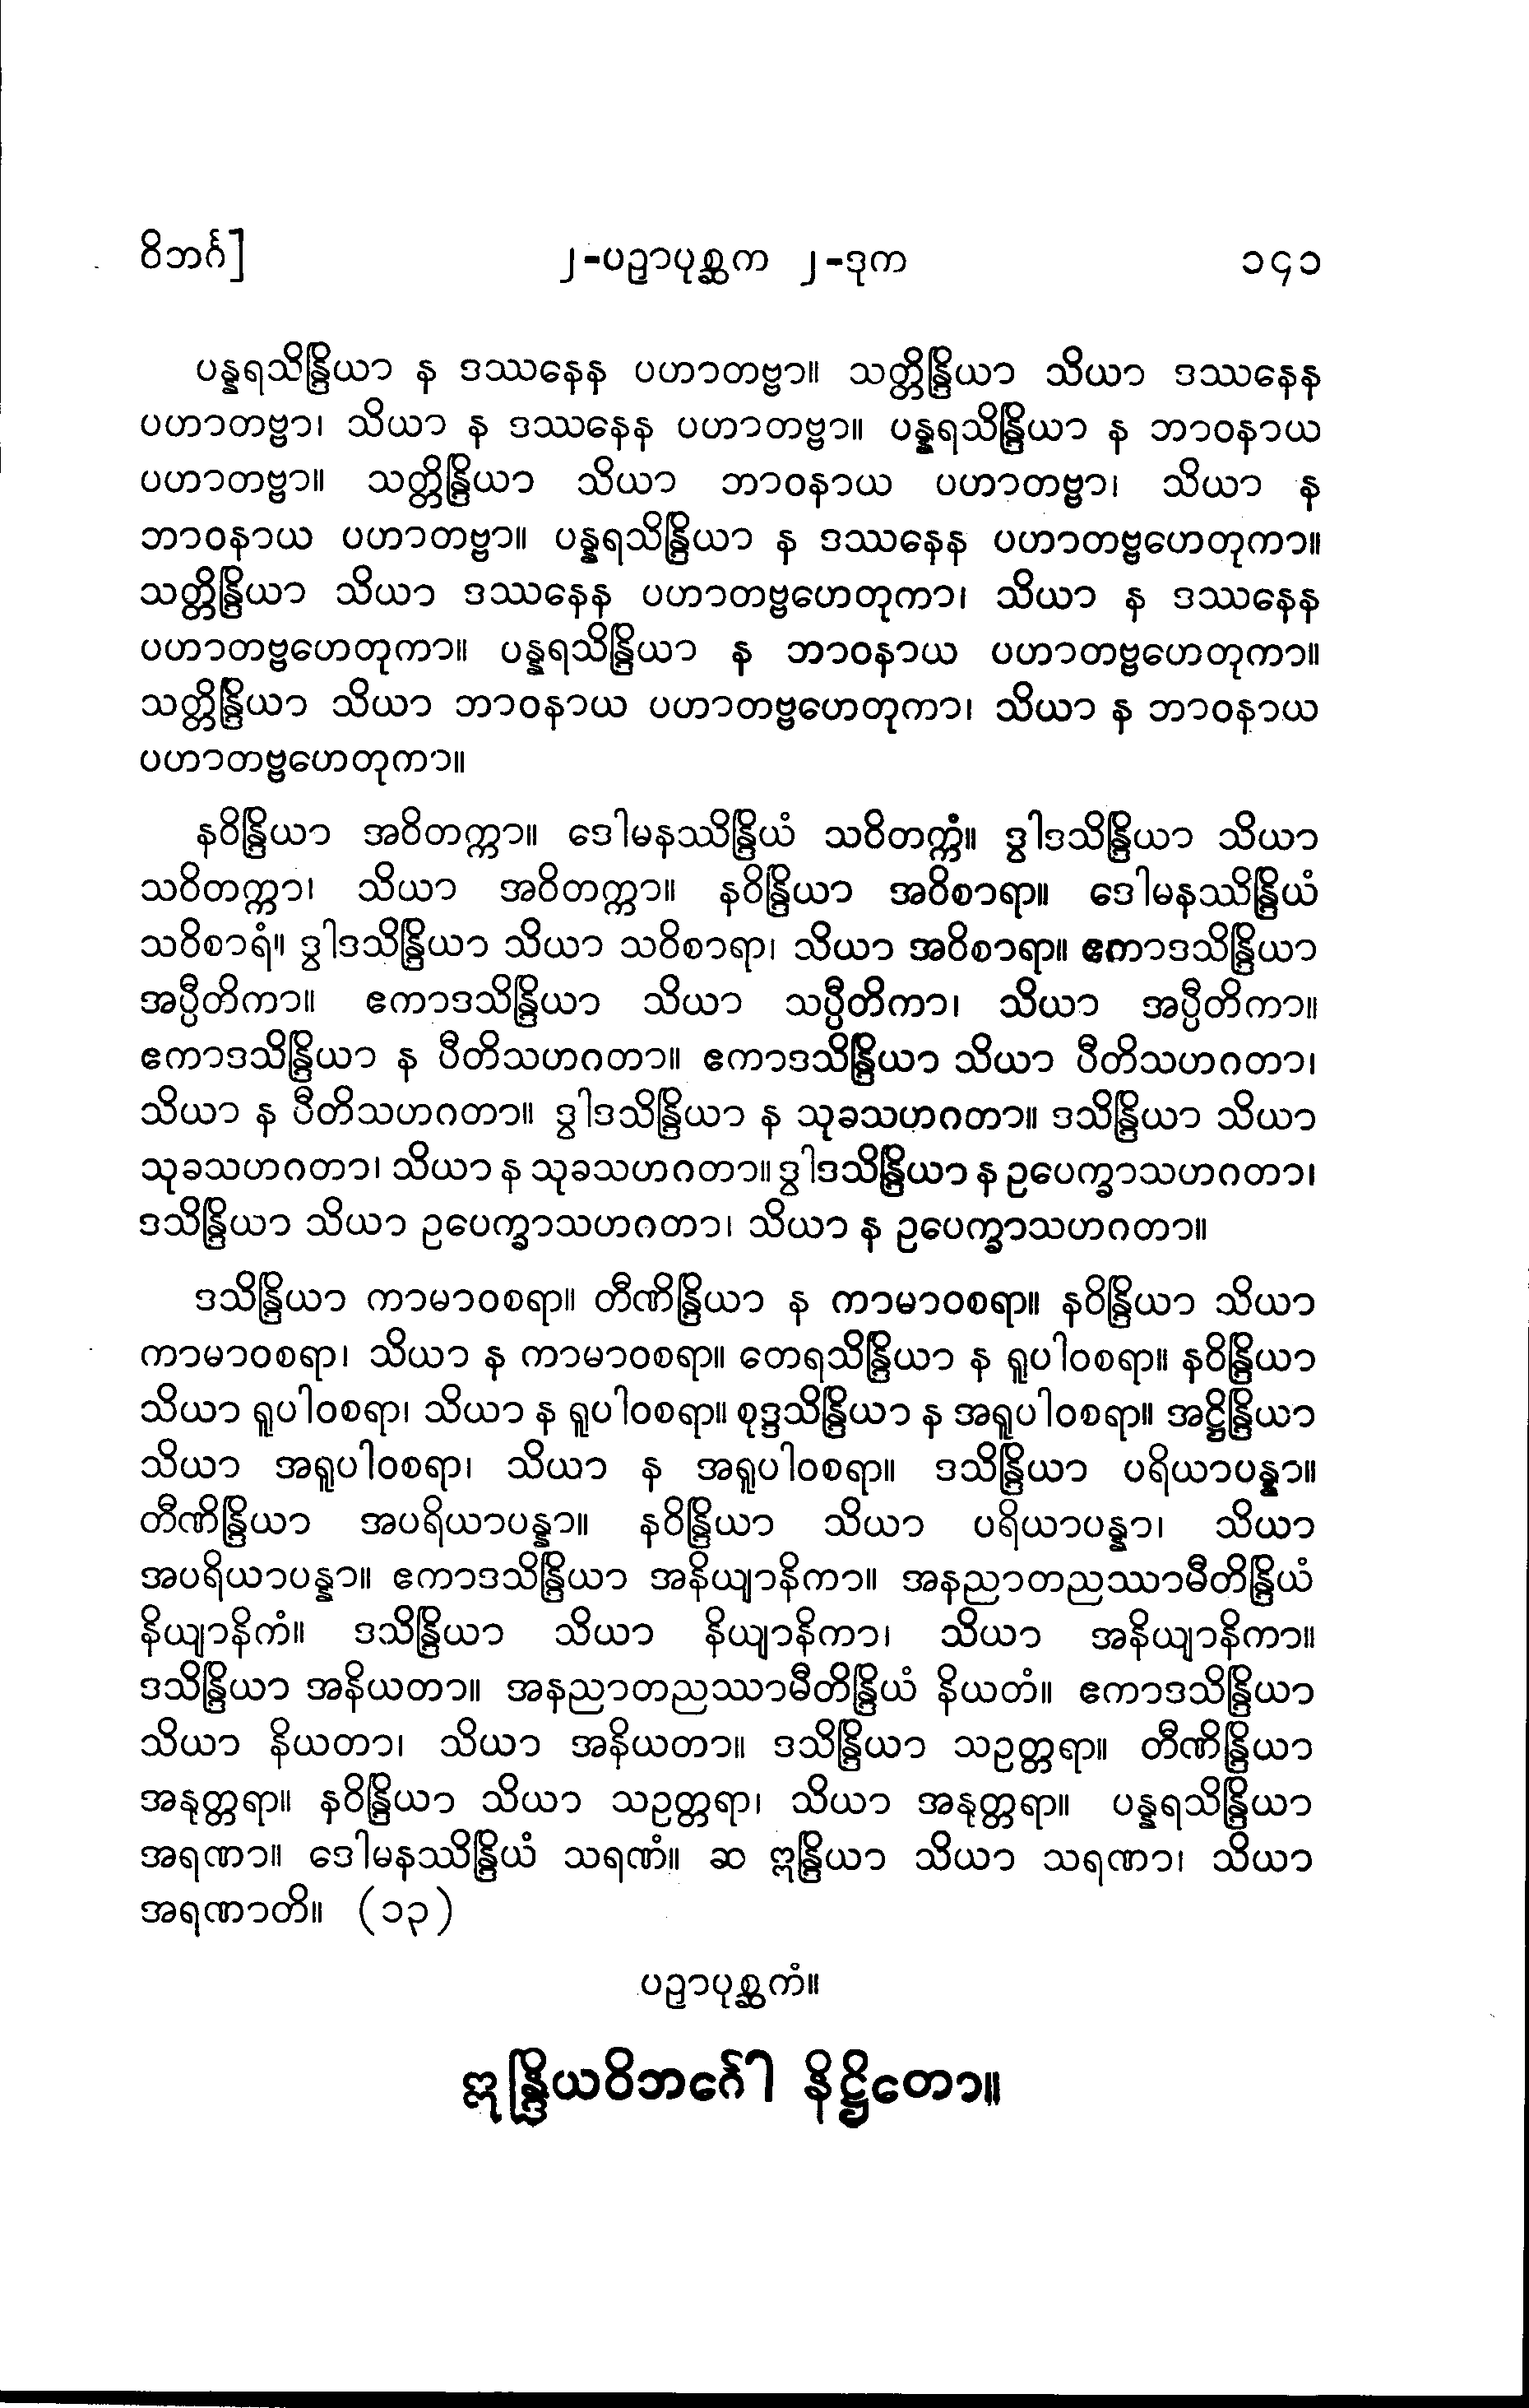 ဝိဘင်္ဂ]
၂-ပဉှာပုစ္ဆက ၂-ဒုက
၁၄၁
ပန္နရသိန္ဒြိယာ န ဒဿနေန ပဟာတဗ္ဗာ။ သတ္တိန္ဒြိယာ သိယာ ဒဿနေန
ပဟာတဗ္ဗာ၊ သိယာ န ဒဿနေန ပဟာတဗ္ဗာ။ ပန္နရသိန္ဒြိယာ န ဘာဝနာယ
ပဟာတဗ္ဗာ။ သတ္တိန္ဒြိယာ သိယာ ဘာဝနာယ ပဟာတဗ္ဗာ၊ သိယာ န
ဘာဝနာယ ပဟာတဗ္ဗာ။ ပန္နရသိန္ဒြိယာ န ဒဿနေန ပဟာတဗ္ဗဟေတုကာ။
သတ္တိန္ဒြိယာ သိယာ ဒဿနေန ပဟာတဗ္ဗဟေတုကာ၊ သိယာ န ဒဿနေန
ပဟာတဗ္ဗဟေတုကာ။ ပန္နရသိန္ဒြိယာ န ဘာဝနာယ ပဟာတဗ္ဗဟေတုကာ။
သတ္တိန္ဒြိယာ သိယာ ဘာဝနာယ ပဟာတဗ္ဗဟေတုကာ၊ သိယာ န ဘာဝနာယ
ပဟာတဗ္ဗဟေတုကာ။
နဝိန္ဒြိယာ အဝိတက္ကာ။ ဒေါမနဿိန္ဒြိယံ သဝိတက္ကံ။ ဒွါဒသိန္ဒြိယာ သိယာ
သဝိတက္ကာ၊ သိယာ အဝိတက္ကာ။ နဝိန္ဒြိယာ အဝိစာရာ။ ဒေါမနဿိန္ဒြိယံ
သဝိစာရံ။ ဒွါဒသိန္ဒြိယာ သိယာ သဝိစာရာ၊ သိယာ အဝိစာရာ။ ဧကာဒသိန္ဒြိယာ
အပ္ပီတိကာ။ ဧကာဒသိန္ဒြိယာ သိယာ သပ္ပီတိကာ၊ သိယာ အပ္ပီတိကာ။
ဧကာဒသိန္ဒြိယာ န ပီတိသဟဂတာ။ ဧကာဒသိန္ဒြိယာ သိယာ ပီတိသဟဂတာ၊
သိယာ န ပီတိသဟဂတာ။ ဒွါဒသိန္ဒြိယာ န သုခသဟဂတာ။ ဒသိန္ဒြိယာ သိယာ
သုခသဟဂတာ၊ သိယာ န သုခသဟဂတာ။ ဒွါဒသိန္ဒြိယာ န ဥပေက္ခာသဟဂတာ၊
ဒသိန္ဒြိယာ သိယာ ဥပေက္ခာသဟဂတာ၊ သိယာ န ဥပေက္ခာသဟဂတာ။
ဒသိန္ဒြိယာ ကာမာဝစရာ။ တီဏိန္ဒြိယာ န ကာမာဝစရာ။ နဝိန္ဒြိယာ သိယာ
ကာမာဝစရာ၊ သိယာ န ကာမာဝစရာ။ တေရသိန္ဒြိယာ န ရူပါဝစရာ။ နဝိန္ဒြိယာ
သိယာ ရူပါဝစရာ၊ သိယာ န ရူပါဝစရာ။ စုဒ္ဒသိန္ဒြိယာ န အရူပါဝစရာ။ အဋ္ဌိန္ဒြိယာ
သိယာ အရူပါဝစရာ၊ သိယာ န အရူပါဝစရာ။ ဒသိန္ဒြိယာ ပရိယာပန္နာ။
တီဏိန္ဒြိယာ အပရိယာပန္နာ။ နဝိန္ဒြိယာ သိယာ ပရိယာပန္နာ၊ သိယာ
အပရိယာပန္နာ။ ဧကာဒသိန္ဒြိယာ အနိယျာနိကာ။ အနညာတညဿာမီတိန္ဒြိယံ
နိယျာနိကံ။ ဒသိန္ဒြိယာ သိယာ နိယျာနိကာ၊ သိယာ အနိယျာနိကာ။
ဒသိန္ဒြိယာ အနိယတာ။ အနညာတညဿာမီတိန္ဒြိယံ နိယတံ။ ဧကာဒသိန္ဒြိယာ
သိယာ နိယတာ၊ သိယာ အနိယတာ။ ဒသိန္ဒြိယာ သဥတ္တရာ။ တီဏိန္ဒြိယာ
အနုတ္တရာ။ နဝိန္ဒြိယာ သိယာ သဥတ္တရာ၊ သိယာ အနုတ္တရာ။ ပန္နရသိန္ဒြိယာ
အရဏာ။ ဒေါမနဿိန္ဒြိယံ သရဏံ။ ဆ ဣန္ဒြိယာ သိယာ သရဏာ၊ သိယာ
အရဏာတိ။ (၁၃)
ပဉှာပုစ္ဆကံ။
ဣန္ဒြိယဝိဘင်္ဂေါ နိဋ္ဌိတော။